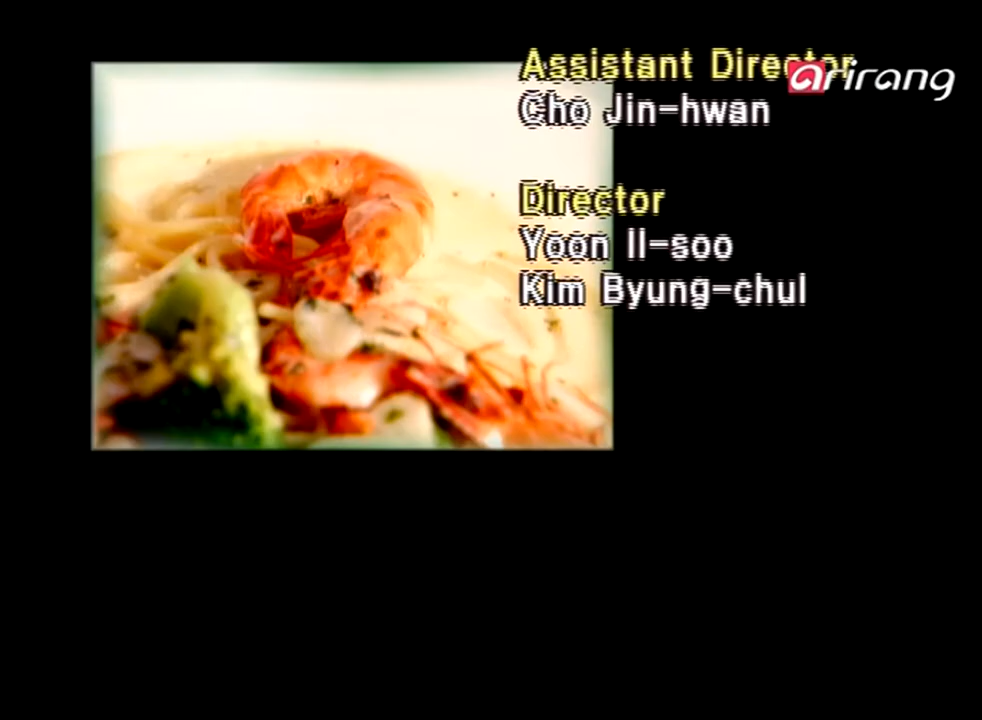 Assistant Director
arirang
Cho Jin-hwan
Director
Yoon Il-soo
Kim Byung-chul